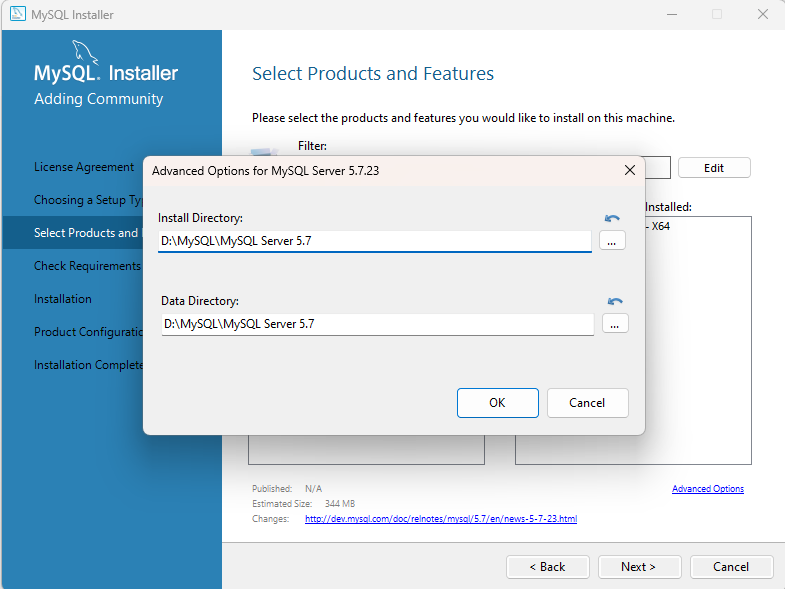 MySQL Installer
MySQL. Installer
Adding Community
License Agreement
Choosing a Setup
Select Products and
Check Requirements
Installation
Product
Installation
Select Products and Features
Please select the products and features you would like to install on this machine.
Filter:
Edit
Installed:
- X64
Advanced Options for MySQL Server 5.7.23
Install Directory:
D:\MySQL\MySQL Server 5.7
...
Data Directory:
D:\MySQL\MySQL Server 5.7
...
OK
Cancel
Published: N/A
Advanced Options
Estimated Size: 344 MB
Changes: http://dev.mysql.com/doc/relnotes/mysql/5.7/en/news-5-7-23.html
< Back
Next >
Cancel